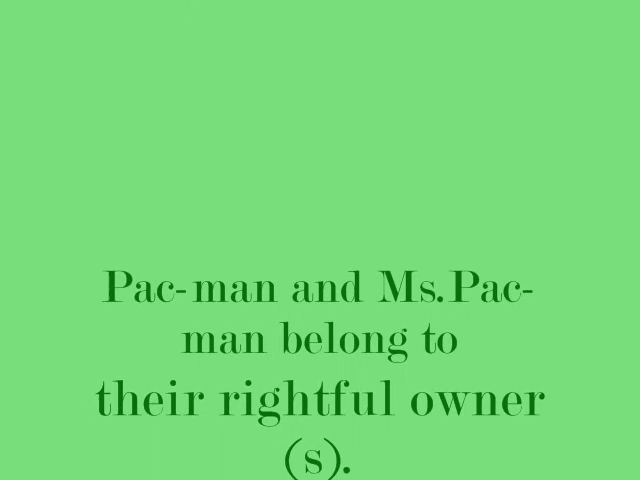 Pac-man and Ms.Pac-
man belong to
their rightful owner
(s).